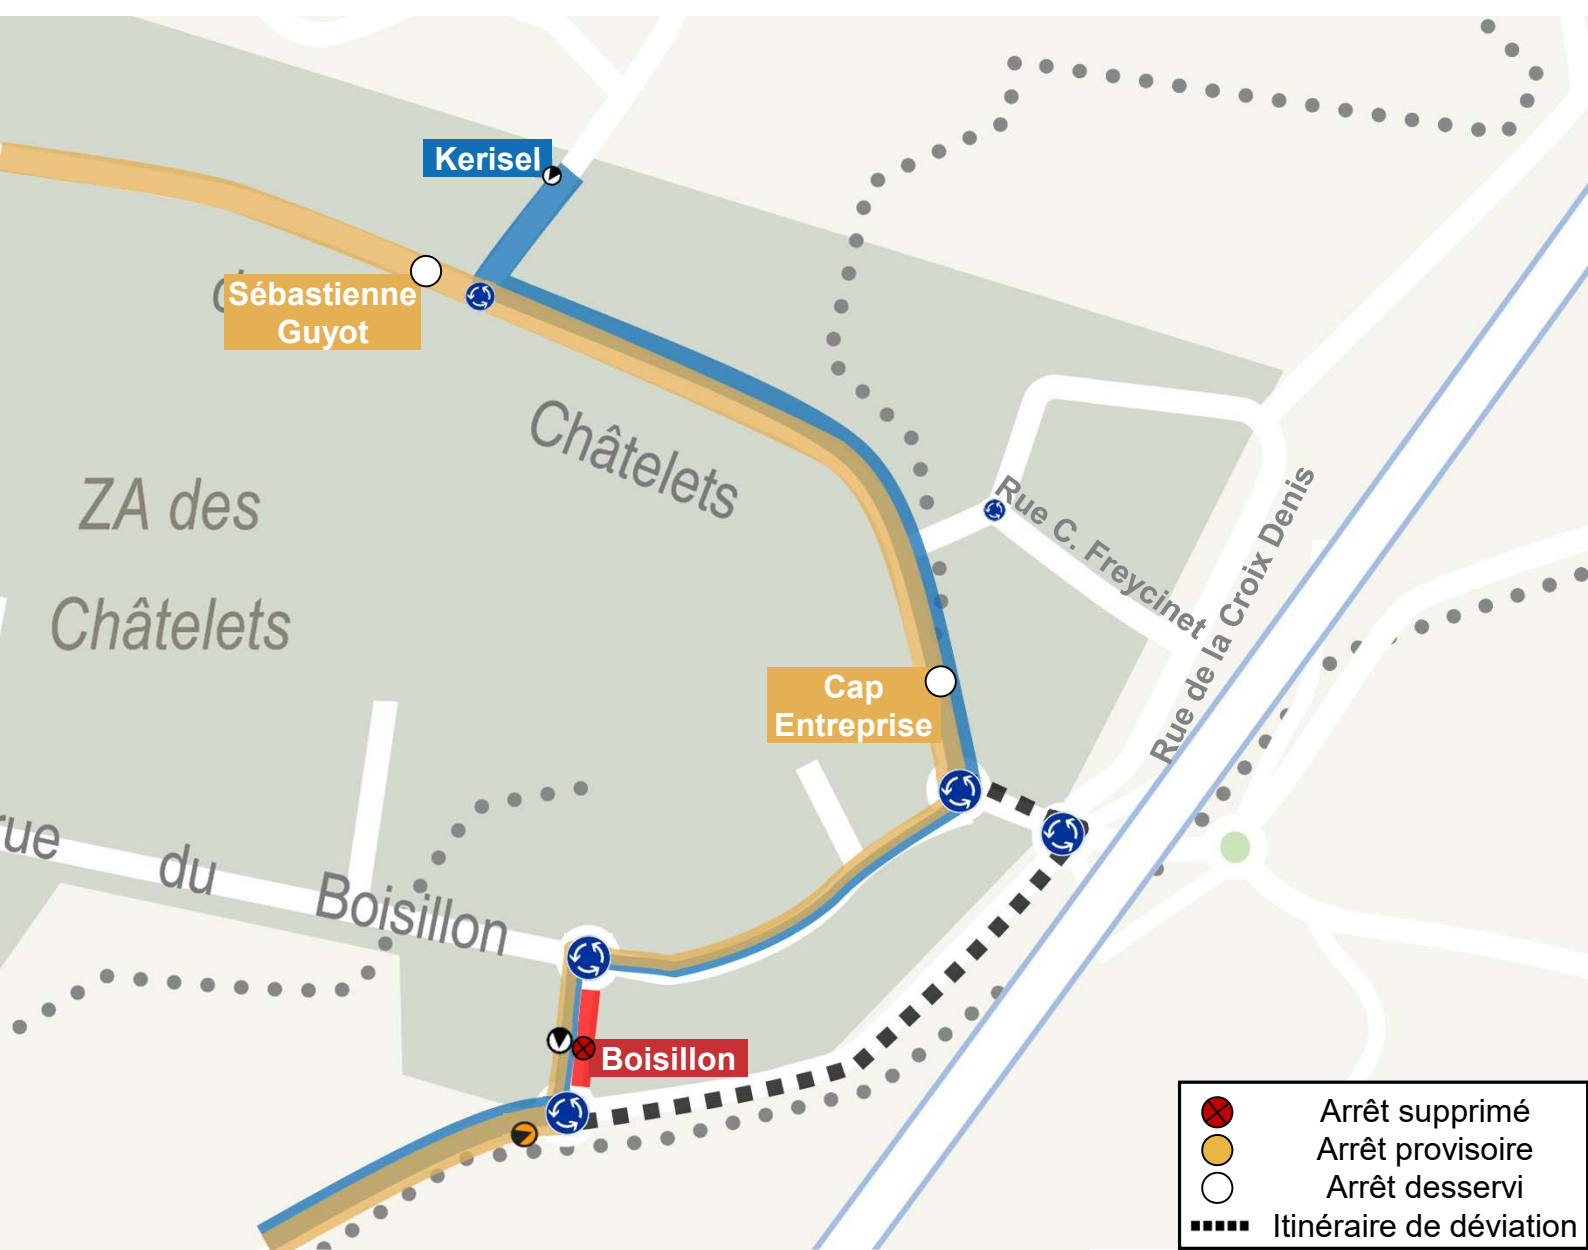 Kerisel
d
Sébastienne
Guyot
Châtelets
ZA des
Châtelets
Rue C. Freycinet
Rue de la Croix Denis
Cap
Entreprise
rue du Boisillon
Boisillon
Arrêt supprimé
Arrêt provisoire
Arrêt desservi
Itinéraire de déviation